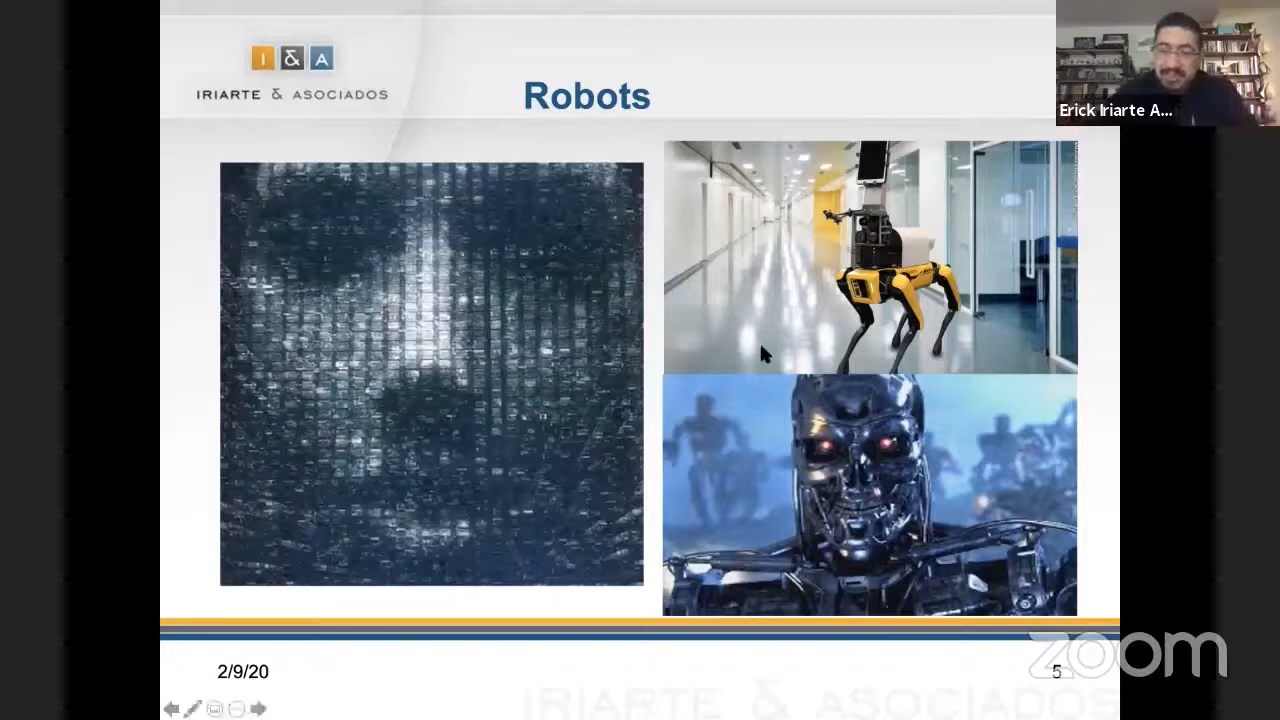 I & A
IRIARTE & ASOCIADOS
Robots
Erick Iriarte A...
2/9/20
5
zoom
IRIARTE & ASOCIADOS